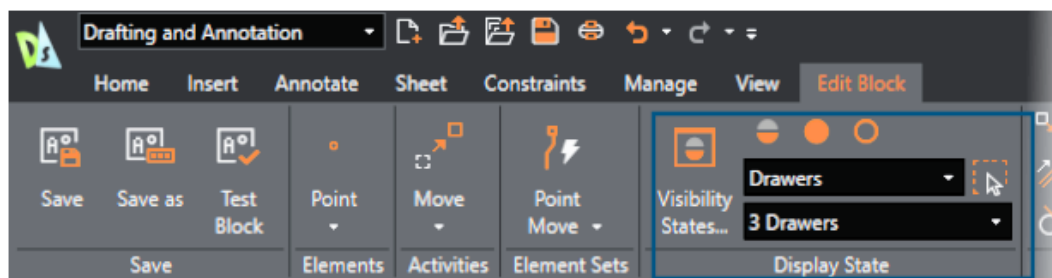 DS
Drafting and Annotation
Home Insert Annotate Sheet Constraints Manage View Edit Block
Drawers
Save Save as Test Block Point Move Point Move Visibility States...
3 Drawers
Save Elements Activities Element Sets Display State